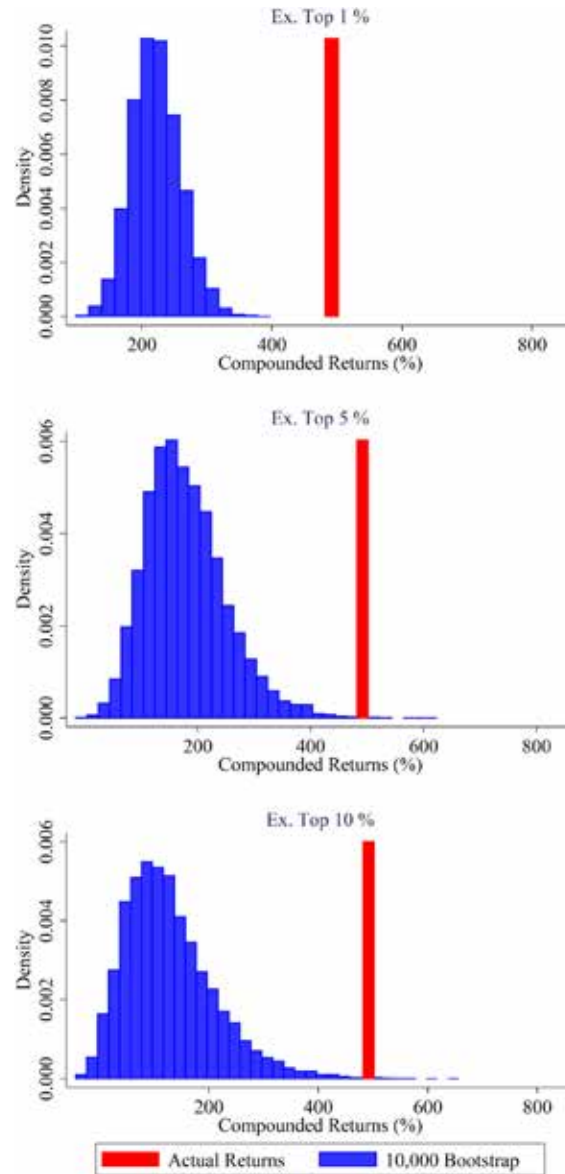 Ex. Top 1 %
0.010
0.008
0.006
0.004
0.002
0.000
Density
200 400 600 800
Compounded Returns (%)
Ex. Top 5 %
0.006
0.004
0.002
0.000
Density
200 400 600 800
Compounded Returns (%)
Ex. Top 10 %
0.006
0.004
0.002
0.000
Density
200 400 600 800
Compounded Returns (%)
Actual Returns 10,000 Bootstrap